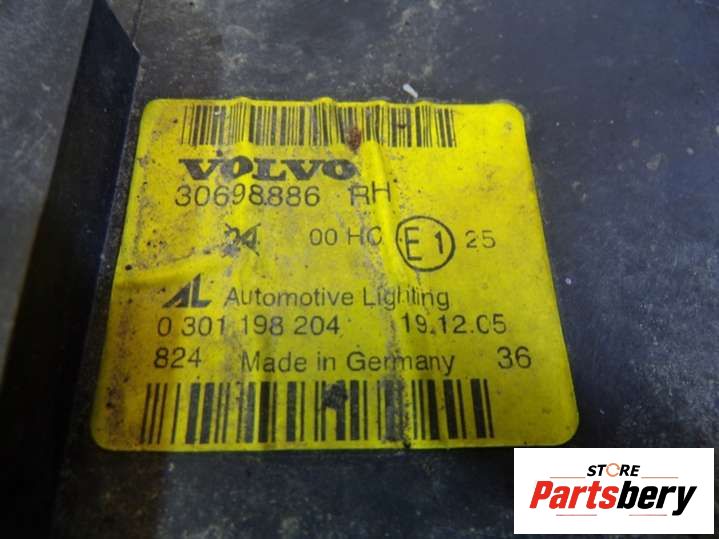 VOLVO
30698886 RH
00 HC E1 25
AL Automotive Lighting
0 301 198 204 19.12.05
824 Made in Germany 36
STORE
Partsbery